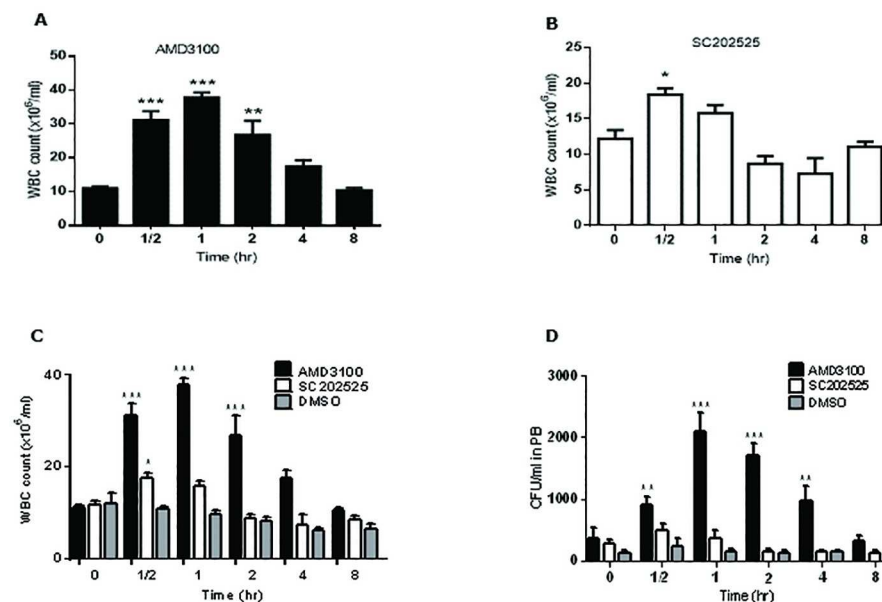 A
AMD3100
WBC count (x10⁶/ml)
50
40
30
20
10
0
***
***
**
0 1/2 1 2 4 8
Time (hr)
B
SC202525
WBC count (x10⁶/ml)
25
20
15
10
5
0
*
0 1/2 1 2 4 8
Time (hr)
C
AMD3100
SC202525
DMSO
WBC count (x10⁶/ml)
40
20
0
***
*
***
***
0 1/2 1 2 4 8
Time (hr)
D
AMD3100
SC202525
DMSO
CFU/ml in PB
3000
2000
1000
0
**
***
***
**
0 1/2 1 2 4 8
Time (hr)